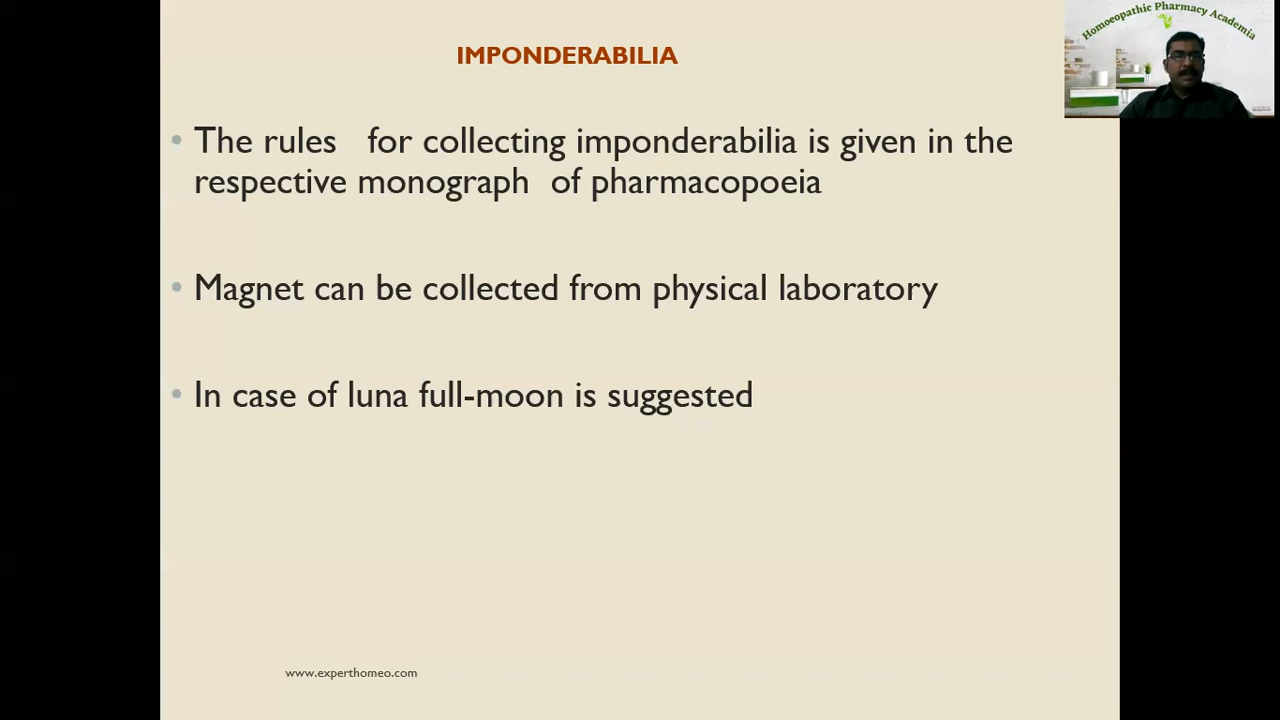 Homoeopathic Pharmacy Academia
IMPONDERABILIA
• The rules for collecting imponderabilia is given in the
respective monograph of pharmacopoeia
• Magnet can be collected from physical laboratory
• In case of luna full-moon is suggested
www.experthomeo.com